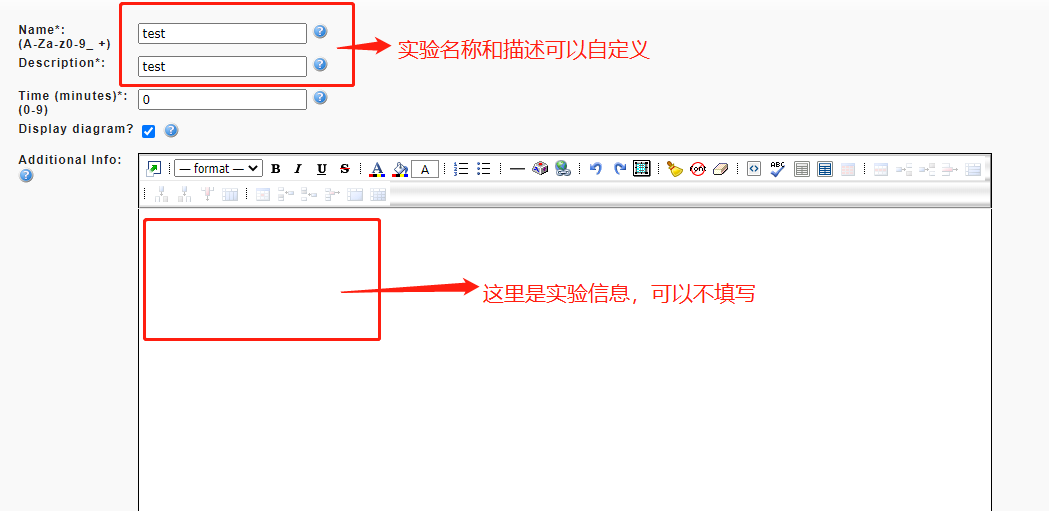 Name*:
(A-Za-z0-9_ +)
test
实验名称和描述可以自定义
Description*:
test
Time (minutes)*:
(0-9)
0
Display diagram?
Additional Info:
— format —
B I U S A A
ABC
这里是实验信息，可以不填写